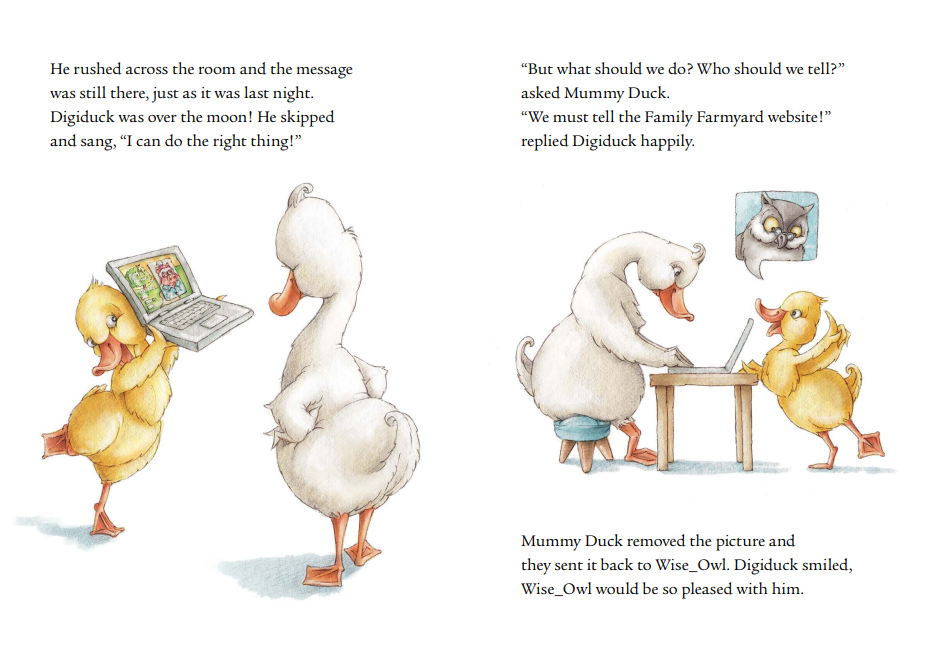 He rushed across the room and the message
was still there, just as it was last night.
Digiduck was over the moon! He skipped
and sang, “I can do the right thing!”
“But what should we do? Who should we tell?”
asked Mummy Duck.
“We must tell the Family Farmyard website!”
replied Digiduck happily.
Mummy Duck removed the picture and
they sent it back to Wise_Owl. Digiduck smiled,
Wise_Owl would be so pleased with him.